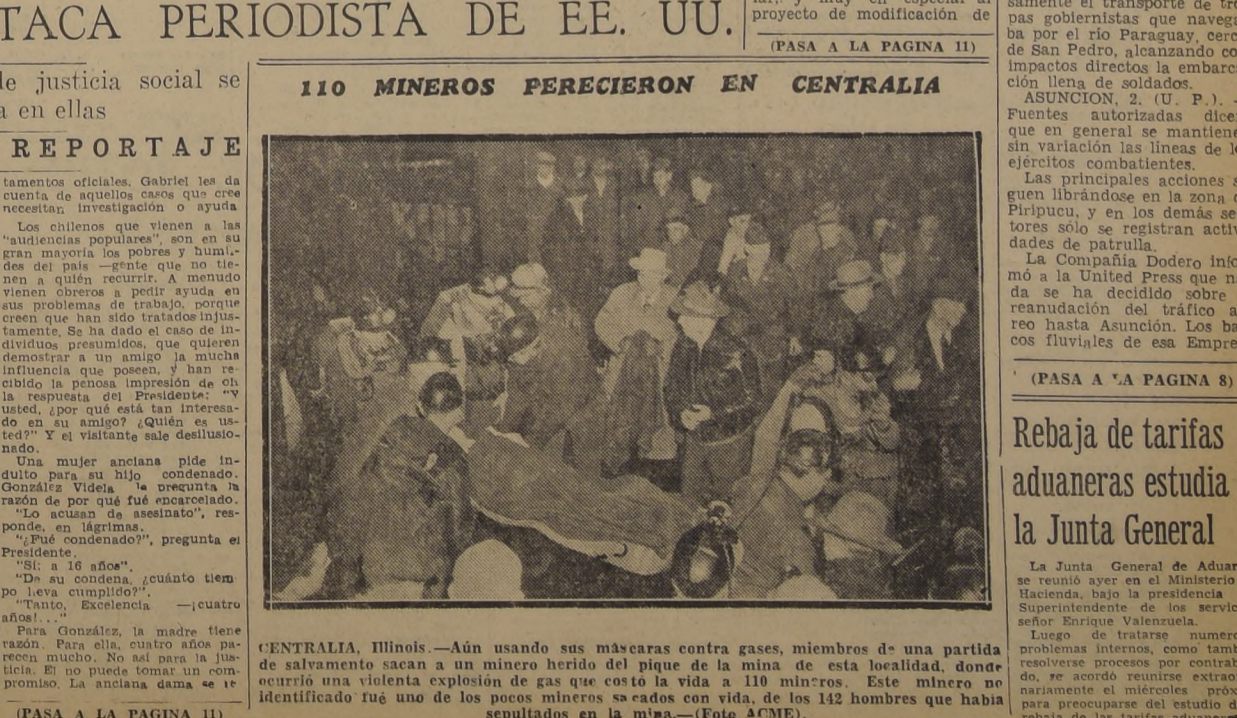 TACA PERIODISTA DE EE. UU.
de justicia social se
a en ellas
REPORTAJE
tamentos oficiales. Gabriel les da
cuenta de aquellos casos que cree
necesitan investigación o ayuda
Los chilenos que vienen a las
"audiencias populares", son en su
gran mayoría los pobres y humil-
des del país —gente que no tie-
nen a quién recurrir. A menudo
vienen obreros a pedir ayuda en
sus problemas de trabajo, porque
creen que han sido tratados injus-
tamente. Se ha dado el caso de in-
dividuos presumidos, que quieren
demostrar a un amigo la mucha
influencia que poseen, y han re-
cibido la penosa impresión de oír
la respuesta del Presidente: "Y
usted, ¿por qué está tan interesa-
do en su amigo? ¿Quién es us-
ted?" Y el visitante sale desilusio-
nado.
Una mujer anciana pide in-
dulto para su hijo condenado.
González Videla le pregunta la
razón de por qué fué encarcelado.
"Lo acusan de asesinato", res-
ponde, en lágrimas.
"¿Fué condenado?", pregunta el
Presidente.
"Sí; a 16 años".
"De su condena, ¿cuánto tiem
po lleva cumplido?".
"Tanto, Excelencia —¡cuatro
años!..."
Para González, la madre tiene
razón. Para ella, cuatro años pa-
recen mucho. No así para la jus-
ticia. El no puede tomar un com-
promiso. La anciana dama se re
(PASA A LA PAGINA 11)
proyecto de modificación de
(PASA A LA PAGINA 11)
110 MINEROS PERECIERON EN CENTRALIA
CENTRALIA, Illinois.—Aún usando sus máscaras contra gases, miembros de una partida
de salvamento sacan a un minero herido del pique de la mina de esta localidad, donde
ocurrió una violenta explosión de gas que costó la vida a 110 mineros. Este minero no
identificado fué uno de los pocos mineros sacados con vida, de los 142 hombres que había
sepultados en la mina.—(Foto ACME).
samente el transporte de tro
pas gobiernistas que navega
ba por el río Paraguay, cerc
de San Pedro, alcanzando co
impactos directos la embarc
ción llena de soldados.
ASUNCION, 2. (U. P.). -
Fuentes autorizadas dice
que en general se mantiene
sin variación las líneas de l
ejércitos combatientes.
Las principales acciones s
guen librándose en la zona d
Piripucu, y en los demás se
tores sólo se registran activ
dades de patrulla.
La Compañía Dodero info
mó a la United Press que n
da se ha decidido sobre
reanudación del tráfico a
reo hasta Asunción. Los ba
cos fluviales de esa Empre
(PASA A LA PAGINA 8)
Rebaja de tarifas
aduaneras estudia
la Junta General
La Junta General de Aduan
se reunió ayer en el Ministerio
Hacienda, bajo la presidencia
Superintendente de los servic
señor Enrique Valenzuela.
Luego de tratarse numero
problemas internos, como tamb
resolverse procesos por contrab
do, se acordó reunirse extrao
nariamente el miércoles próx
para preocuparse del estudio d